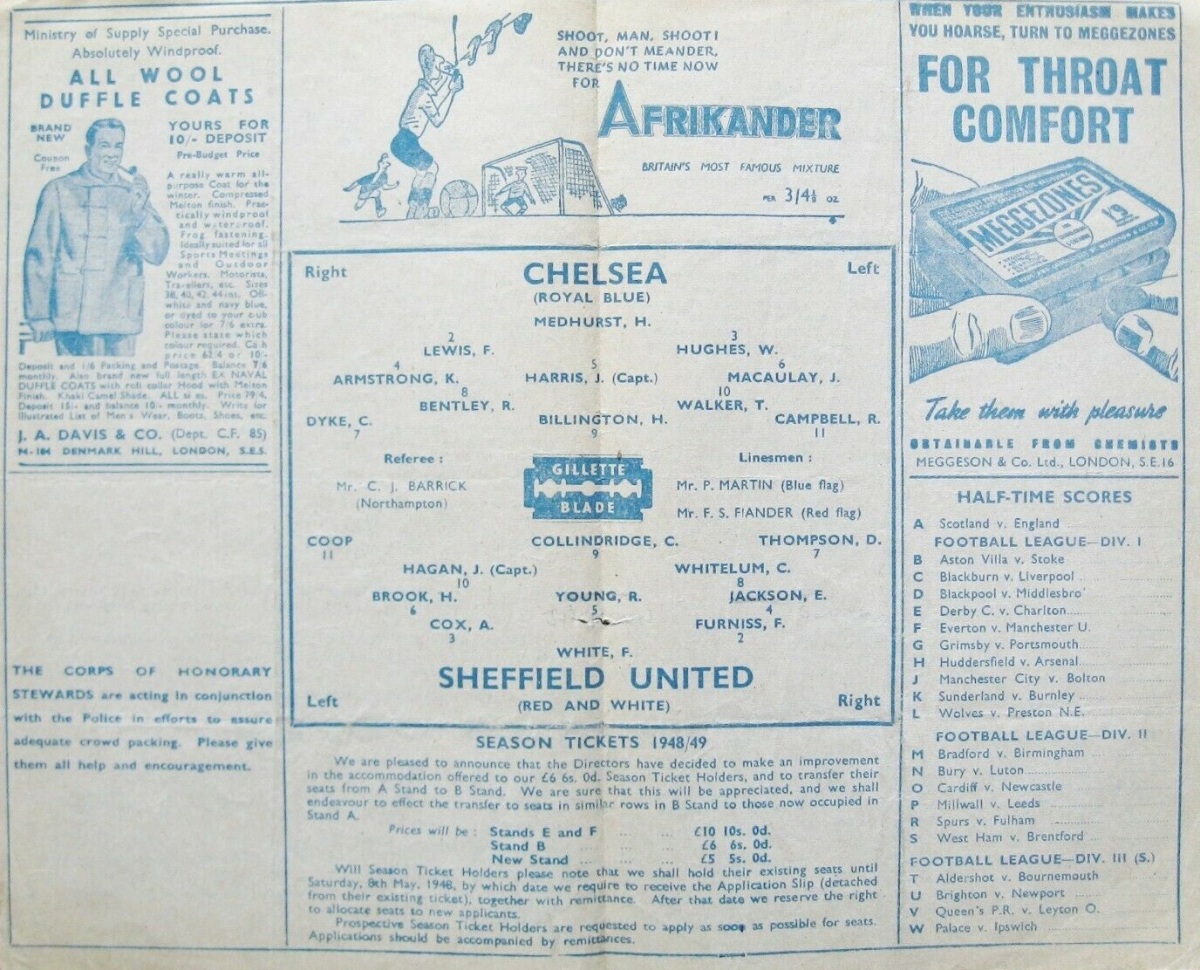 Ministry of Supply Special Purchase.
Absolutely Windproof.
ALL WOOL
DUFFLE COATS
BRAND
NEW
Coupon
Free
YOURS FOR
10/- DEPOSIT
Pre-Budget Price
A really warm all-
purpose Coat for the
winter. Compressed
Melton finish. Prac-
tically windproof
and waterproof.
Frog fastening.
Ideally suited for all
Sports Meetings
and Outdoor
Workers, Motorists,
Travellers, etc. Sizes
38, 40, 42, 44 ins. Off-
white and navy blue,
or dyed to your club
colour for 7/6 extra.
Please state which
colour required. Cash
price 62/4 or 10/-
Deposit and 1/6 Packing and Postage. Balance 7/6
monthly. Also brand new full length EX NAVAL
DUFFLE COATS with roll collar Hood with Melton
Finish. Khaki Camel Shade. ALL sizes. Price 79/4,
Deposit 15/- and balance 10/- monthly. Write for
Illustrated List of Men's Wear, Boots, Shoes, etc.
J. A. DAVIS & CO. (Dept. C.F. 85)
94-104 DENMARK HILL, LONDON, S.E.5.
THE CORPS OF HONORARY
STEWARDS are acting in conjunction
with the Police in efforts to assure
adequate crowd packing. Please give
them all help and encouragement.
SHOOT, MAN, SHOOT!
AND DON'T MEANDER,
THERE'S NO TIME NOW
FOR
AFRIKANDER
BRITAIN'S MOST FAMOUS MIXTURE
PER 3/4½ OZ
Right
CHELSEA
Left
(ROYAL BLUE)
MEDHURST, H.
2
3
LEWIS, F.
HUGHES, W.
4
5
6
ARMSTRONG, K.
HARRIS, J. (Capt.)
MACAULAY, J.
8
10
BENTLEY, R.
WALKER, T.
DYKE, C.
BILLINGTON, H.
CAMPBELL, R.
7
9
11
Referee :
Linesmen :
GILLETTE
BLADE
Mr. C. J. BARRICK
(Northampton)
Mr. P. MARTIN (Blue flag)
Mr. F. S. FIANDER (Red flag)
COOP
COLLINDRIDGE, C.
THOMPSON, D.
11
9
7
HAGAN, J. (Capt.)
WHITELUM, C.
10
8
BROOK, H.
YOUNG, R.
JACKSON, E.
6
5
4
COX, A.
FURNISS, F.
3
2
WHITE, F.
SHEFFIELD UNITED
Left
(RED AND WHITE)
Right
SEASON TICKETS 1948/49
We are pleased to announce that the Directors have decided to make an improvement
in the accommodation offered to our £6 6s. 0d. Season Ticket Holders, and to transfer their
seats from A Stand to B Stand. We are sure that this will be appreciated, and we shall
endeavour to effect the transfer to seats in similar rows in B Stand to those now occupied in
Stand A.
Prices will be : Stands E and F ... ... £10 10s. 0d.
Stand B ... ... £6 6s. 0d.
New Stand ... ... £5 5s. 0d.
Will Season Ticket Holders please note that we shall hold their existing seats until
Saturday, 8th May, 1948, by which date we require to receive the Application Slip (detached
from their existing ticket), together with remittance. After that date we reserve the right
to allocate seats to new applicants.
Prospective Season Ticket Holders are requested to apply as soon as possible for seats.
Applications should be accompanied by remittances.
WHEN YOUR ENTHUSIASM MAKES
YOU HOARSE, TURN TO MEGGEZONES
FOR THROAT
COMFORT
MEGGEZONES
1'9
Take them with pleasure
OBTAINABLE FROM CHEMISTS
MEGGESON & Co. Ltd., LONDON, S.E.16
HALF-TIME SCORES
A Scotland v. England
FOOTBALL LEAGUE—DIV. I
B Aston Villa v. Stoke
C Blackburn v. Liverpool
D Blackpool v. Middlesbro'
E Derby C. v. Charlton
F Everton v. Manchester U.
G Grimsby v. Portsmouth
H Huddersfield v. Arsenal
J Manchester City v. Bolton
K Sunderland v. Burnley
L Wolves v. Preston N.E.
FOOTBALL LEAGUE—DIV. II
M Bradford v. Birmingham
N Bury v. Luton
O Cardiff v. Newcastle
P Millwall v. Leeds
R Spurs v. Fulham
S West Ham v. Brentford
FOOTBALL LEAGUE—DIV. III (S.)
T Aldershot v. Bournemouth
U Brighton v. Newport
V Queen's P.R. v. Leyton O.
W Palace v. Ipswich